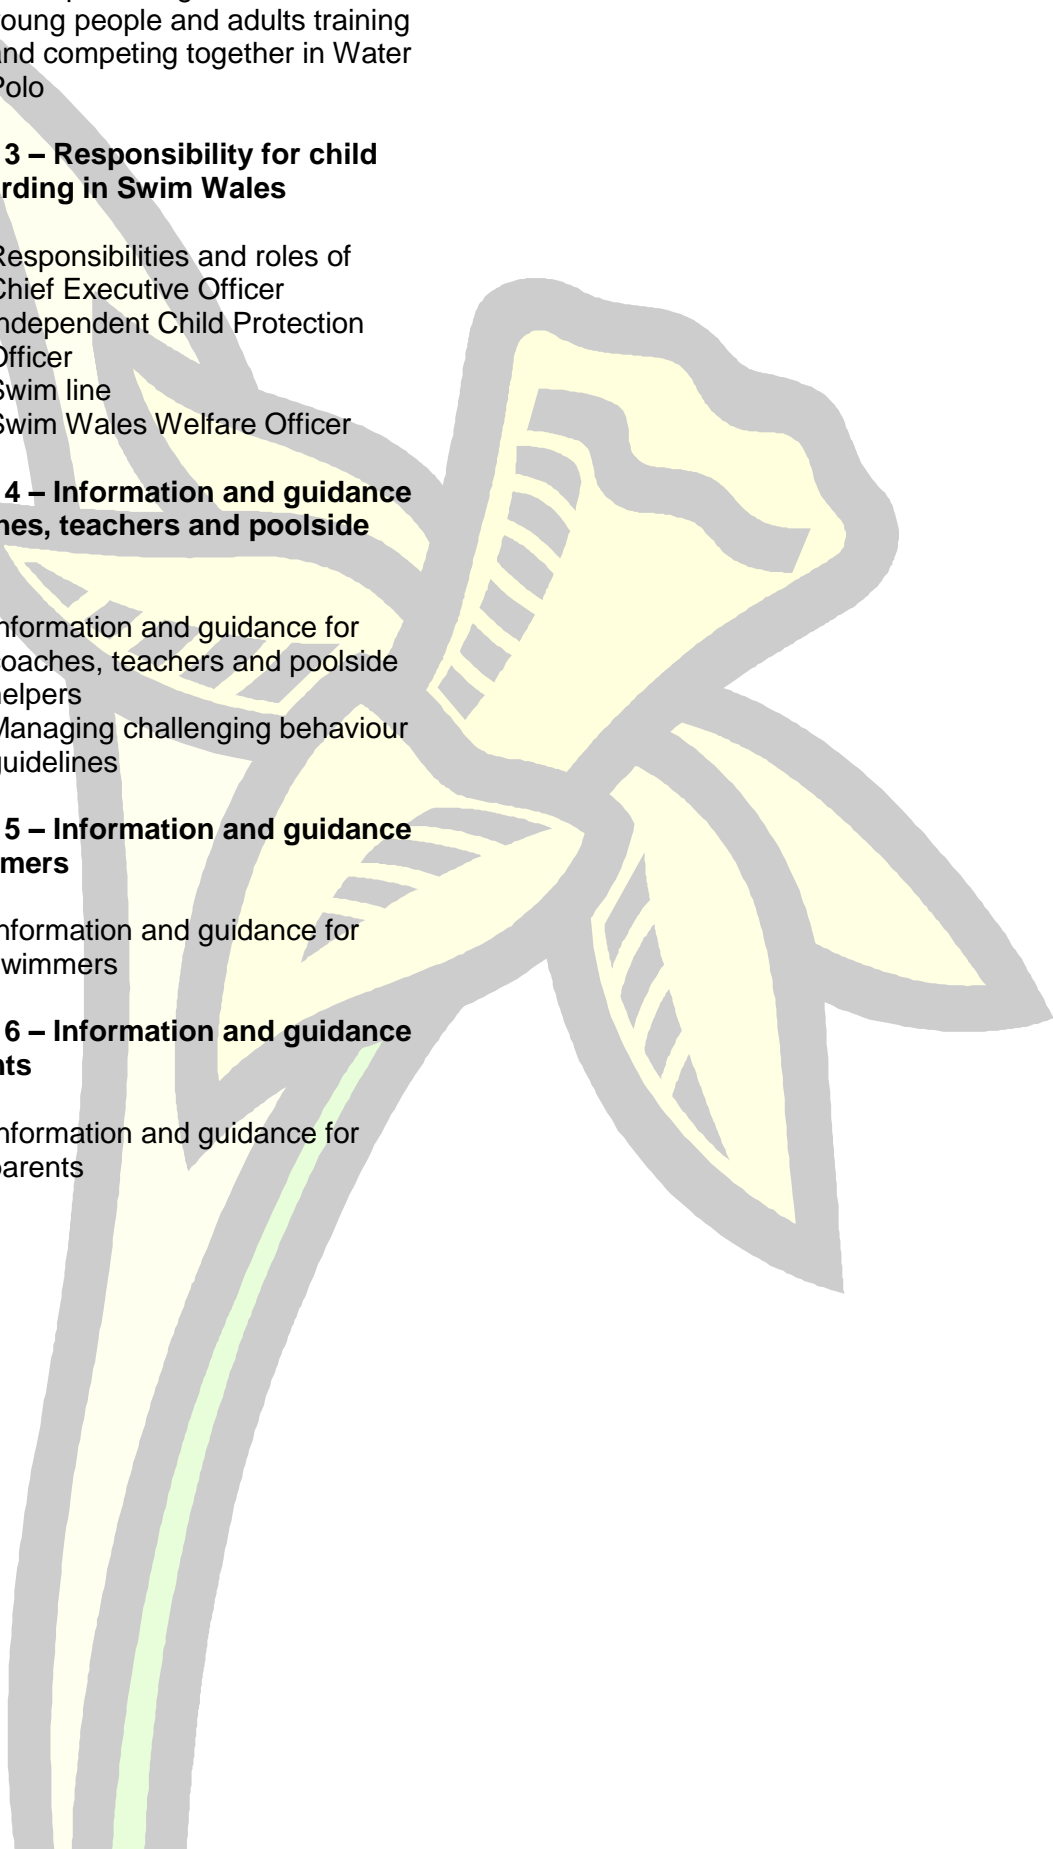 oung people and adults training
nd competing together in Water
Polo
3 – Responsibility for child
rding in Swim Wales
Responsibilities and roles of
Chief Executive Officer
ndependent Child Protection
Officer
Swim line
Swim Wales Welfare Officer
4 – Information and guidance
hes, teachers and poolside
nformation and guidance for
oaches, teachers and poolside
helpers
Managing challenging behaviour
guidelines
5 – Information and guidance
mers
nformation and guidance for
swimmers
6 – Information and guidance
nts
nformation and guidance for
parents